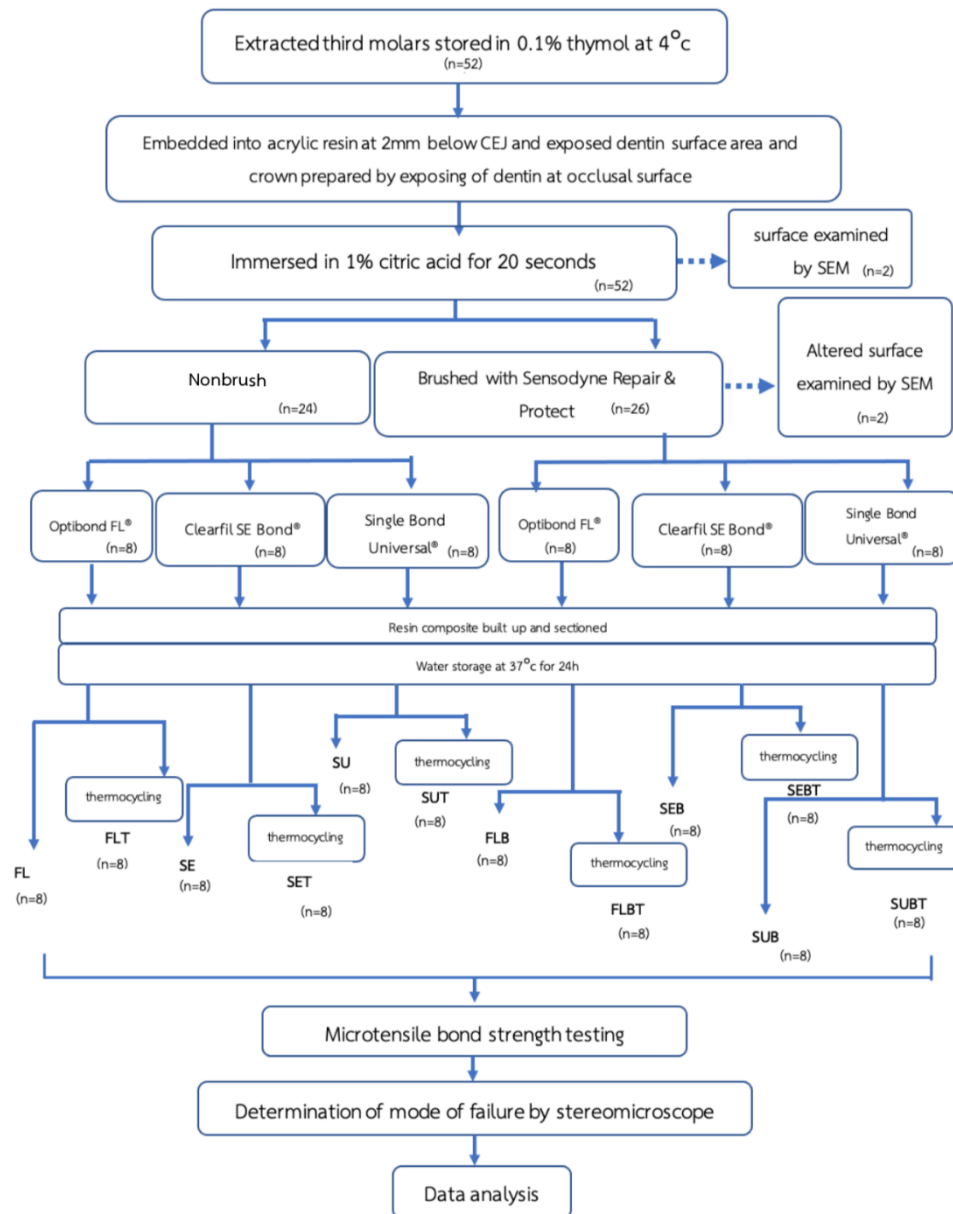 Extracted third molars stored in 0.1% thymol at 4°c
(n=52)
Embedded into acrylic resin at 2mm below CEJ and exposed dentin surface area and
crown prepared by exposing of dentin at occlusal surface
Immersed in 1% citric acid for 20 seconds
(n=52)
surface examined
by SEM (n=2)
Nonbrush
(n=24)
Brushed with Sensodyne Repair &
Protect (n=26)
Altered surface
examined by SEM
(n=2)
Optibond FL®
(n=8)
Clearfil SE Bond®
(n=8)
Single Bond
Universal® (n=8)
Optibond FL®
(n=8)
Clearfil SE Bond®
(n=8)
Single Bond
Universal® (n=8)
Resin composite built up and sectioned
Water storage at 37°c for 24h
FL
(n=8)
thermocycling
FLT
(n=8)
SE
(n=8)
thermocycling
SET
(n=8)
SU
(n=8)
thermocycling
SUT
(n=8)
FLB
(n=8)
thermocycling
FLBT
(n=8)
SEB
(n=8)
thermocycling
SEBT
(n=8)
SUB
(n=8)
thermocycling
SUBT
(n=8)
Microtensile bond strength testing
Determination of mode of failure by stereomicroscope
Data analysis